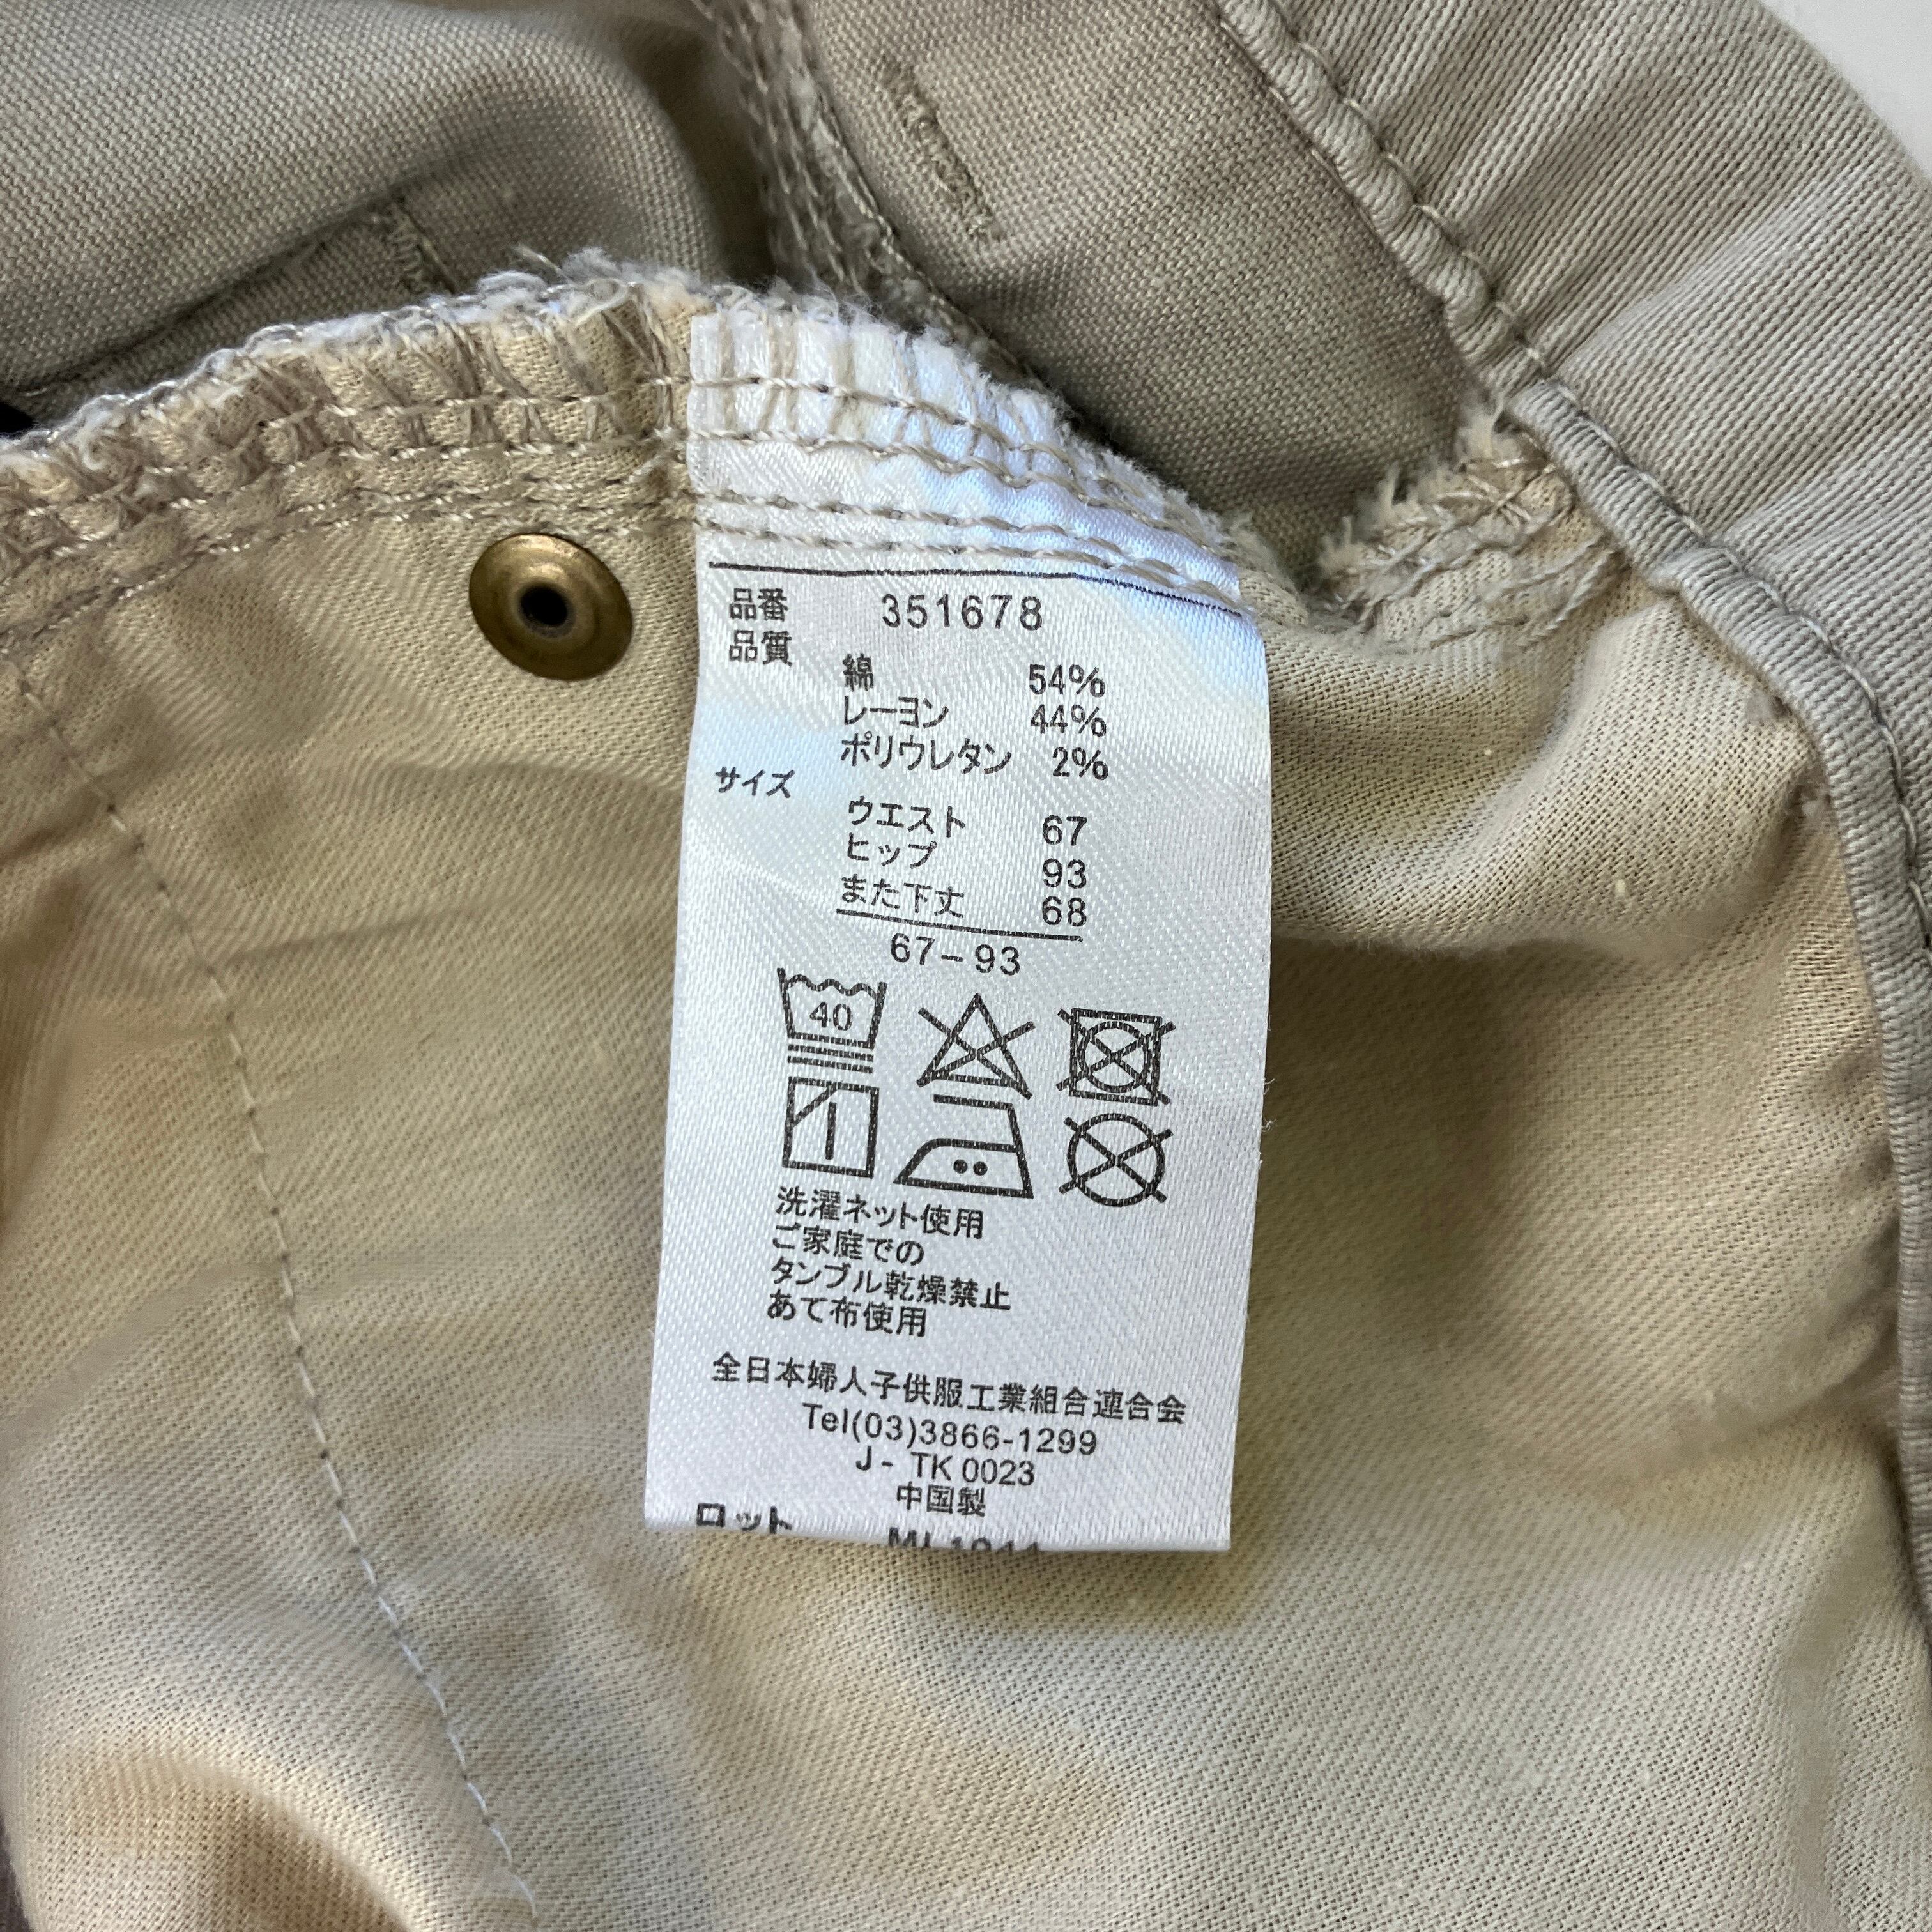 品番 351678
品質
綿 54%
レーヨン 44%
ポリウレタン 2%
サイズ
ウエスト 67
ヒップ 93
また下丈 68
67-93
40
洗濯ネット使用
ご家庭での
タンブル乾燥禁止
あて布使用
全日本婦人子供服工業組合連合会
Tel(03)3866-1299
J- TK 0023
中国製
ロット